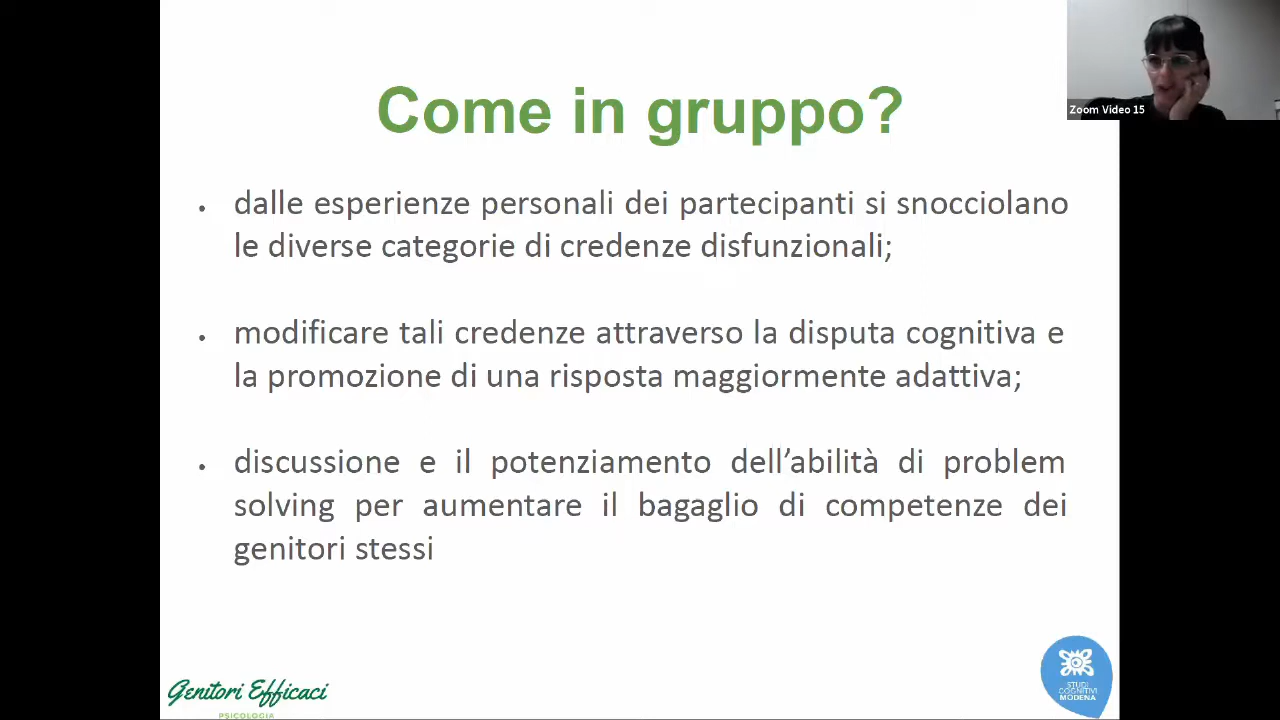 Zoom Video 15
Come in gruppo?
• dalle esperienze personali dei partecipanti si snocciolano
le diverse categorie di credenze disfunzionali;
• modificare tali credenze attraverso la disputa cognitiva e
la promozione di una risposta maggiormente adattiva;
• discussione e il potenziamento dell’abilità di problem
solving per aumentare il bagaglio di competenze dei
genitori stessi
Genitori Efficaci
PSICOLOGIA
STUDI
COGNITIVI
MODENA